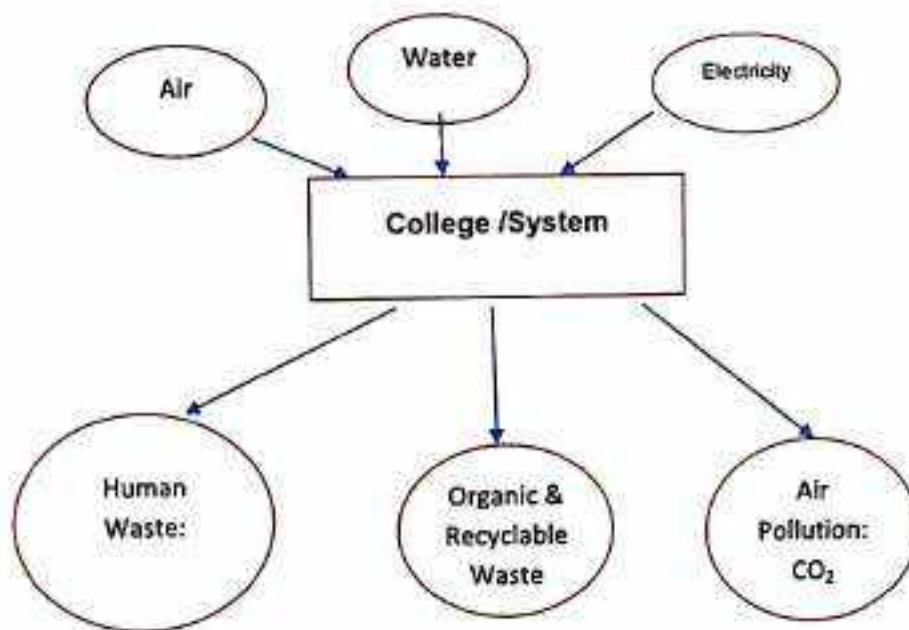 Air
Water
Electricity
College /System
Human
Waste:
Organic &
Recyclable
Waste
Air
Pollution:
CO₂